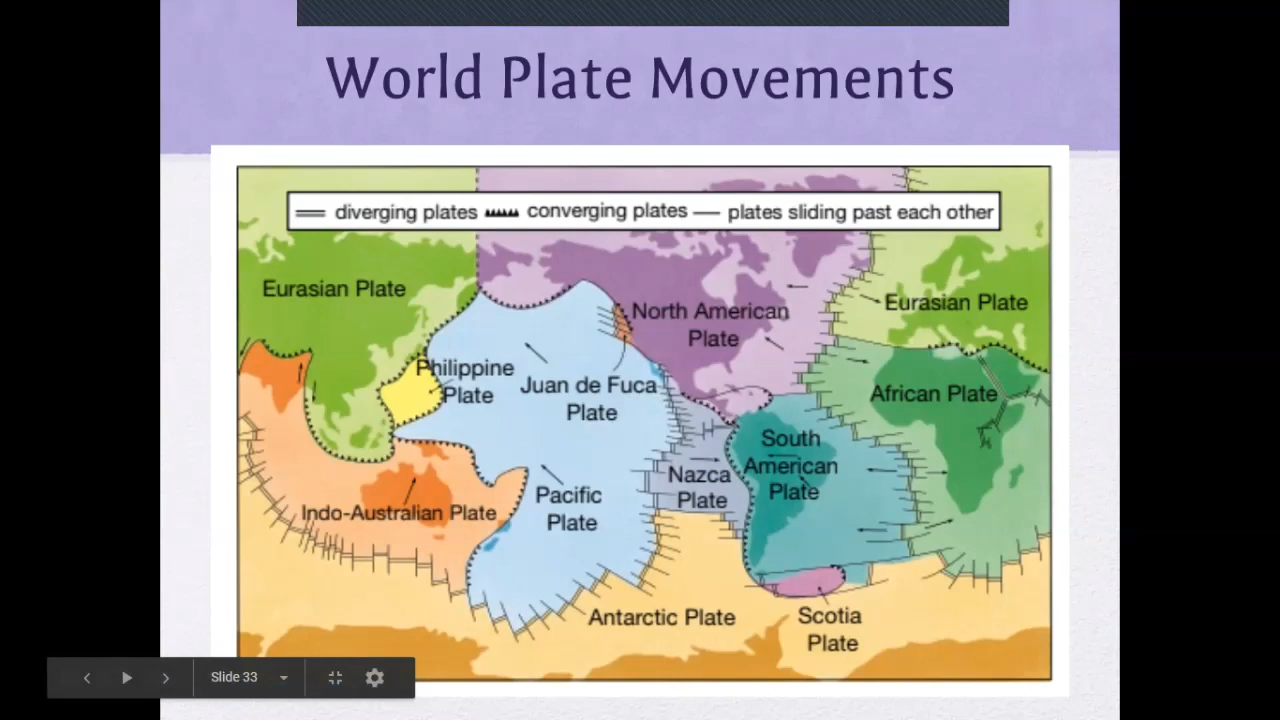 World Plate Movements
diverging plates converging plates plates sliding past each other
Eurasian Plate
North American
Plate
Eurasian Plate
Philippine
Plate
Juan de Fuca
Plate
African Plate
South
American
Plate
Nazca
Plate
Pacific
Plate
Indo-Australian Plate
Antarctic Plate
Scotia
Plate
Slide 33